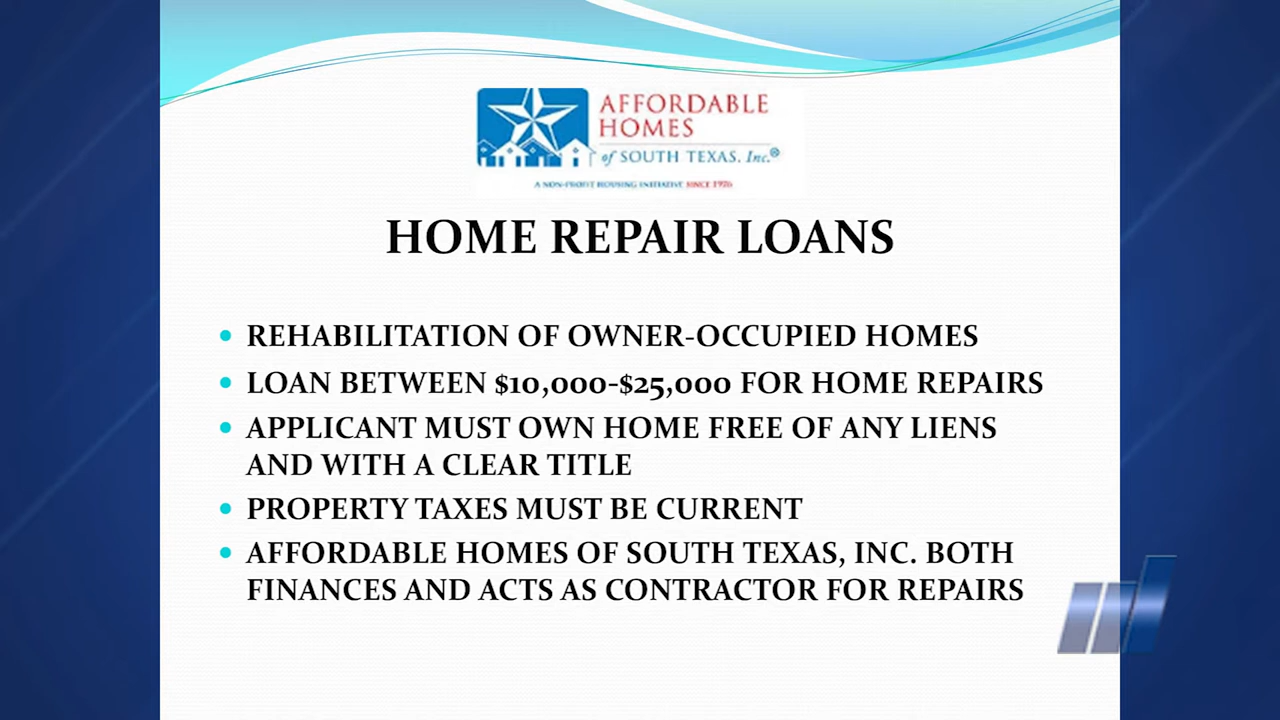 AFFORDABLE
HOMES
of SOUTH TEXAS, Inc.®
A NON-PROFIT HOUSING INITIATIVE SINCE 1976
HOME REPAIR LOANS
• REHABILITATION OF OWNER-OCCUPIED HOMES
• LOAN BETWEEN $10,000-$25,000 FOR HOME REPAIRS
• APPLICANT MUST OWN HOME FREE OF ANY LIENS
AND WITH A CLEAR TITLE
• PROPERTY TAXES MUST BE CURRENT
• AFFORDABLE HOMES OF SOUTH TEXAS, INC. BOTH
FINANCES AND ACTS AS CONTRACTOR FOR REPAIRS